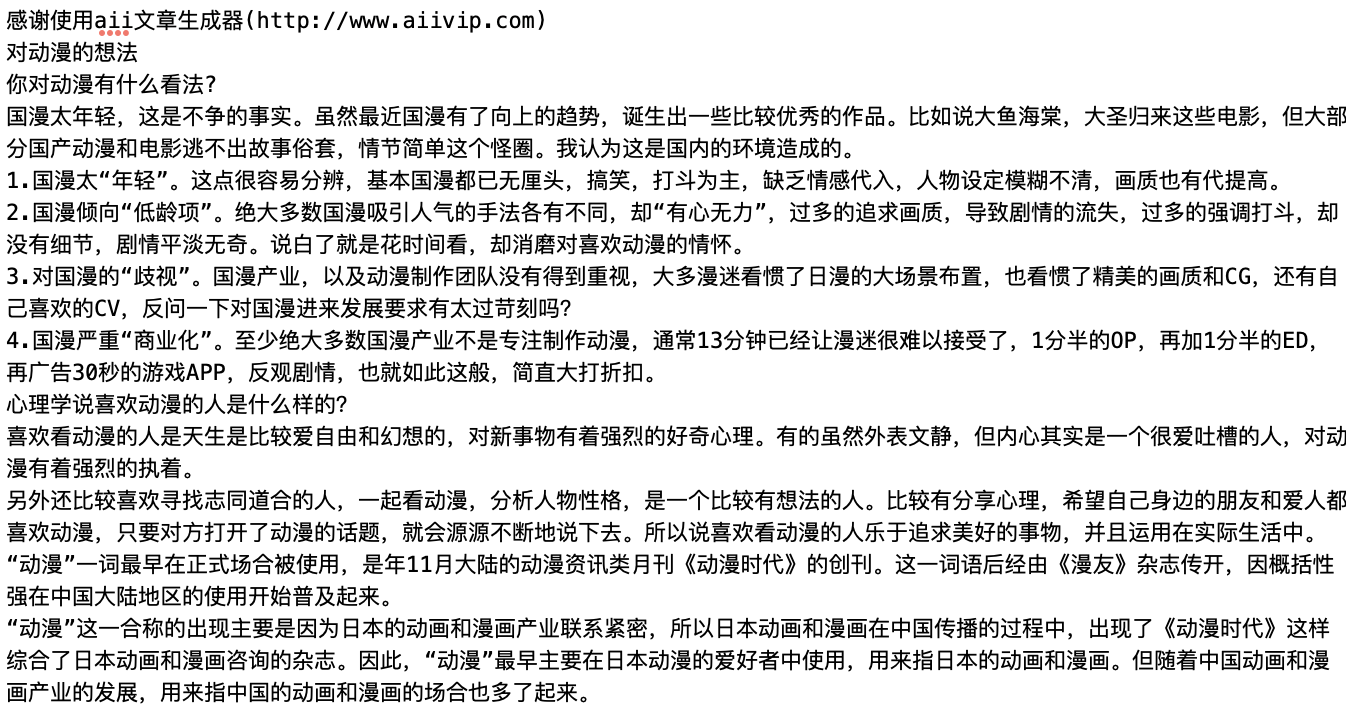 感谢使用aii文章生成器(http://www.aiivip.com)
对动漫的想法
你对动漫有什么看法?
国漫太年轻，这是不争的事实。虽然最近国漫有了向上的趋势，诞生出一些比较优秀的作品。比如说大鱼海棠，大圣归来这些电影，但大部
分国产动漫和电影逃不出故事俗套，情节简单这个怪圈。我认为这是国内的环境造成的。
1.国漫太“年轻”。这点很容易分辨，基本国漫都已无厘头，搞笑，打斗为主，缺乏情感代入，人物设定模糊不清，画质也有代提高。
2.国漫倾向“低龄项”。绝大多数国漫吸引人气的手法各有不同，却“有心无力”，过多的追求画质，导致剧情的流失，过多的强调打斗，却
没有细节，剧情平淡无奇。说白了就是花时间看，却消磨对喜欢动漫的情怀。
3.对国漫的“歧视”。国漫产业，以及动漫制作团队没有得到重视，大多漫迷看惯了日漫的大场景布置，也看惯了精美的画质和CG，还有自
己喜欢的CV，反问一下对国漫进来发展要求有太过苛刻吗?
4.国漫严重“商业化”。至少绝大多数国漫产业不是专注制作动漫，通常13分钟已经让漫迷很难以接受了，1分半的OP，再加1分半的ED，
再广告30秒的游戏APP，反观剧情，也就如此这般，简直大打折扣。
心理学说喜欢动漫的人是什么样的?
喜欢看动漫的人是天生是比较爱自由和幻想的，对新事物有着强烈的好奇心理。有的虽然外表文静，但内心其实是一个很爱吐槽的人，对动
漫有着强烈的执着。
另外还比较喜欢寻找志同道合的人，一起看动漫，分析人物性格，是一个比较有想法的人。比较有分享心理，希望自己身边的朋友和爱人都
喜欢动漫，只要对方打开了动漫的话题，就会源源不断地说下去。所以说喜欢看动漫的人乐于追求美好的事物，并且运用在实际生活中。
“动漫”一词最早在正式场合被使用，是年11月大陆的动漫资讯类月刊《动漫时代》的创刊。这一词语后经由《漫友》杂志传开，因概括性
强在中国大陆地区的使用开始普及起来。
“动漫”这一合称的出现主要是因为日本的动画和漫画产业联系紧密，所以日本动画和漫画在中国传播的过程中，出现了《动漫时代》这样
综合了日本动画和漫画咨询的杂志。因此，“动漫”最早主要在日本动漫的爱好者中使用，用来指日本的动画和漫画。但随着中国动画和漫
画产业的发展，用来指中国的动画和漫画的场合也多了起来。